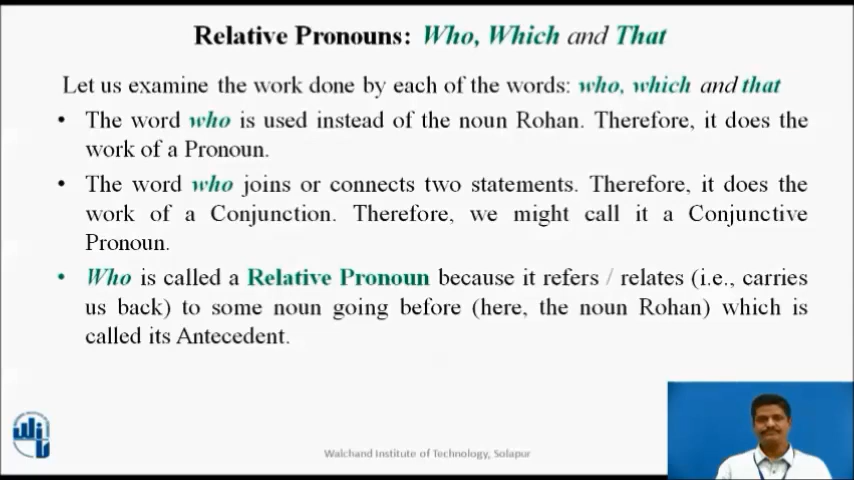 Relative Pronouns: Who, Which and That
Let us examine the work done by each of the words: who, which and that
• The word who is used instead of the noun Rohan. Therefore, it does the
work of a Pronoun.
• The word who joins or connects two statements. Therefore, it does the
work of a Conjunction. Therefore, we might call it a Conjunctive
Pronoun.
• Who is called a Relative Pronoun because it refers / relates (i.e., carries
us back) to some noun going before (here, the noun Rohan) which is
called its Antecedent.
Walchand Institute of Technology, Solapur